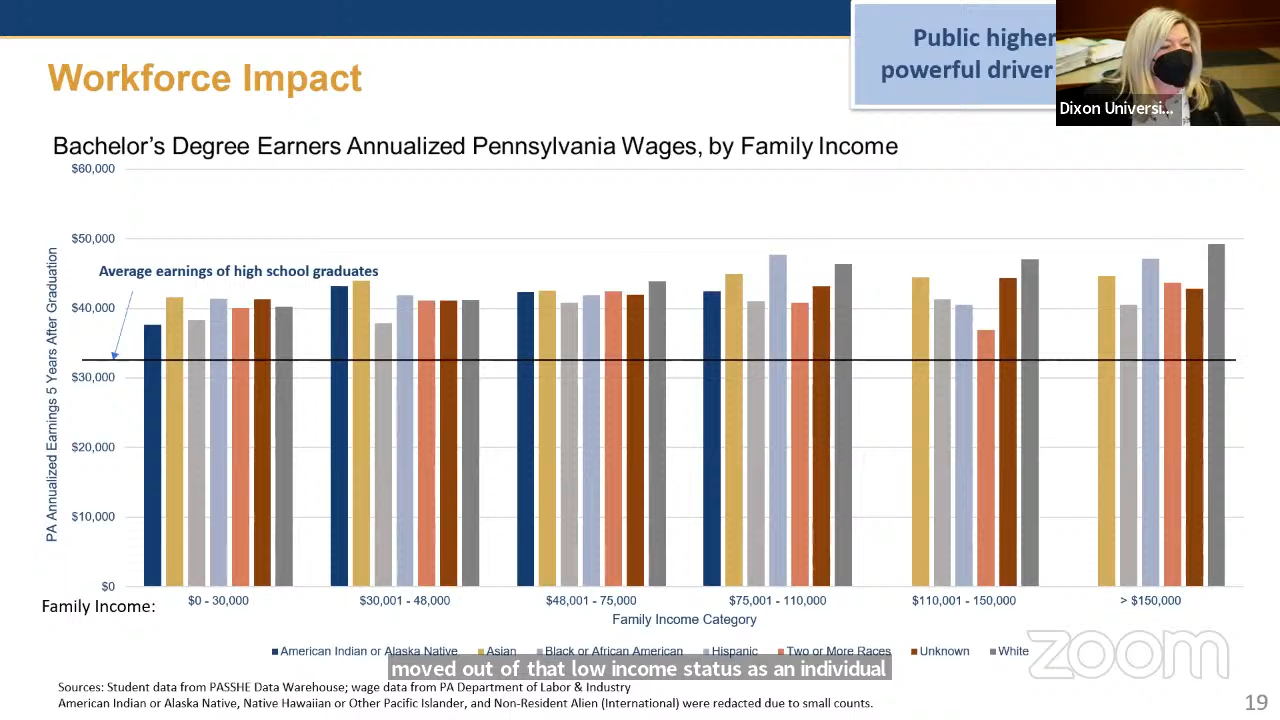 Public higher
powerful driver
Dixon Universi...
Workforce Impact
Bachelor's Degree Earners Annualized Pennsylvania Wages, by Family Income
$60,000
$50,000
$40,000
$30,000
$20,000
$10,000
$0
PA Annualized Earnings 5 Years After Graduation
Average earnings of high school graduates
Family Income:
$0 - 30,000
$30,001 - 48,000
$48,001 - 75,000
$75,001 - 110,000
$110,001 - 150,000
> $150,000
Family Income Category
American Indian or Alaska Native
Asian
Black or African American
Hispanic
Two or More Races
Unknown
White
moved out of that low income status as an individual
zoom
Sources: Student data from PASSHE Data Warehouse; wage data from PA Department of Labor & Industry
American Indian or Alaska Native, Native Hawaiian or Other Pacific Islander, and Non-Resident Alien (International) were redacted due to small counts.
19